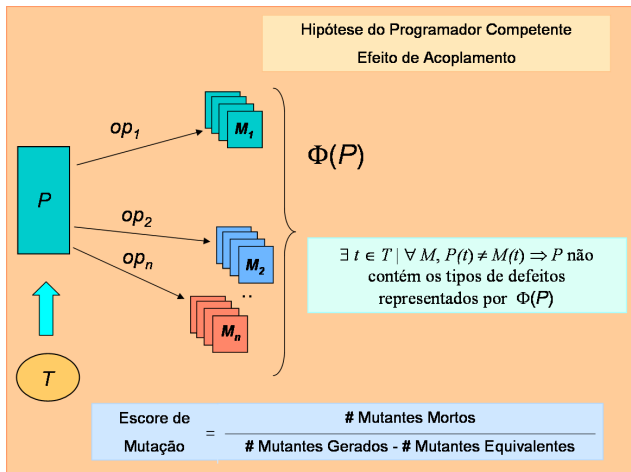 Hipótese do Programador Competente
Efeito de Acoplamento
op1
M1
Φ(P)
P
op2
M2
opn
..
Mn
∃ t ∈ T | ∀ M, P(t) ≠ M(t) ⇒ P não
contém os tipos de defeitos
representados por Φ(P)
T
Escore de
Mutação
=
# Mutantes Mortos
# Mutantes Gerados - # Mutantes Equivalentes